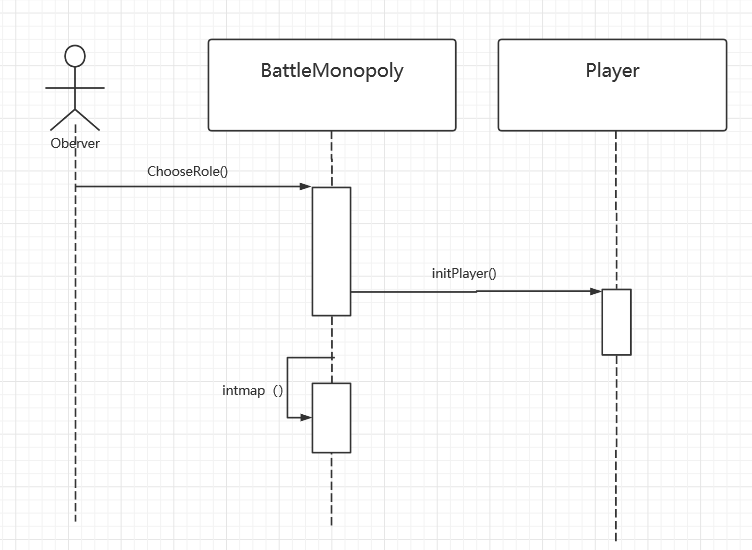 BattleMonopoly
Player
Oberver
ChooseRole()
initPlayer()
intmap（）